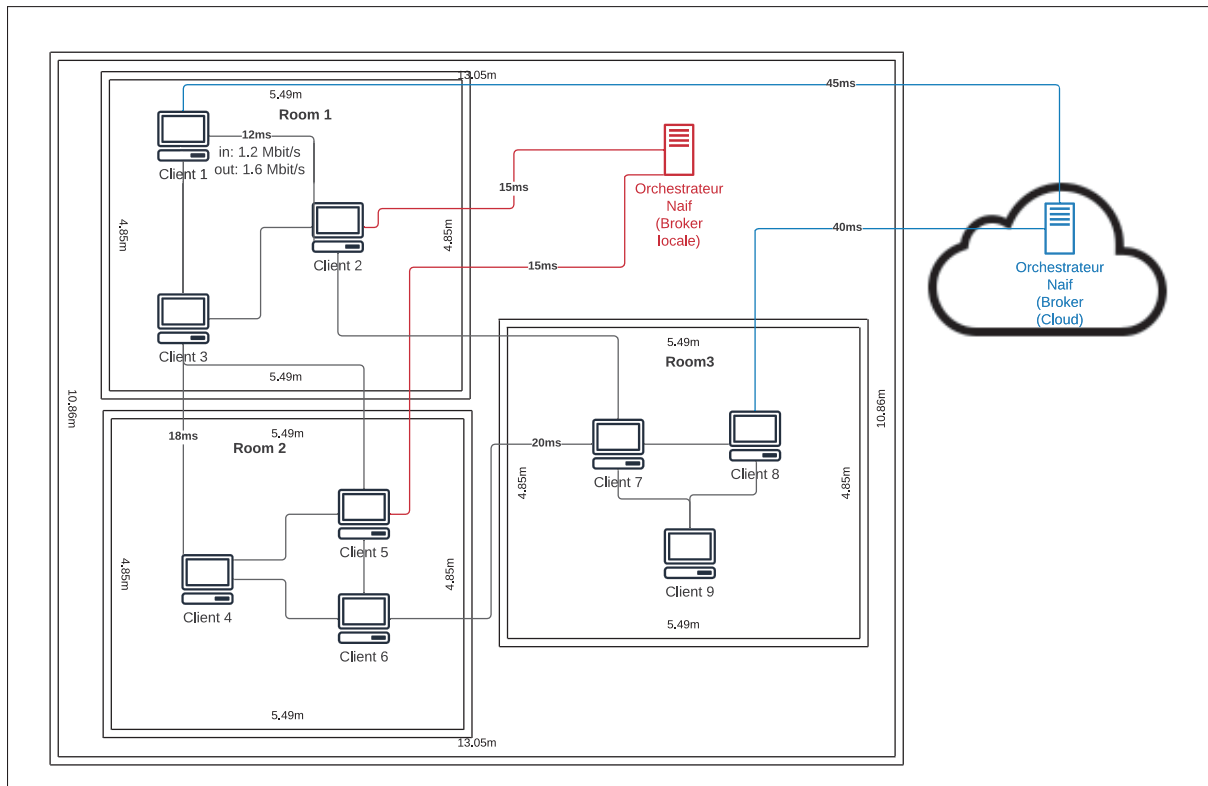 13.05m
45ms
5.49m
Room 1
12ms
in: 1.2 Mbit/s
out: 1.6 Mbit/s
Client 1
15ms
Orchestrateur
Naif
(Broker
locale)
4.85m
4.85m
40ms
Client 2
15ms
Orchestrateur
Naif
(Broker
(Cloud)
Client 3
5.49m
5.49m
Room3
10.86m
10.86m
18ms
5.49m
Room 2
20ms
Client 7
Client 8
4.85m
4.85m
Client 5
4.85m
4.85m
Client 9
Client 4
5.49m
Client 6
5.49m
13.05m